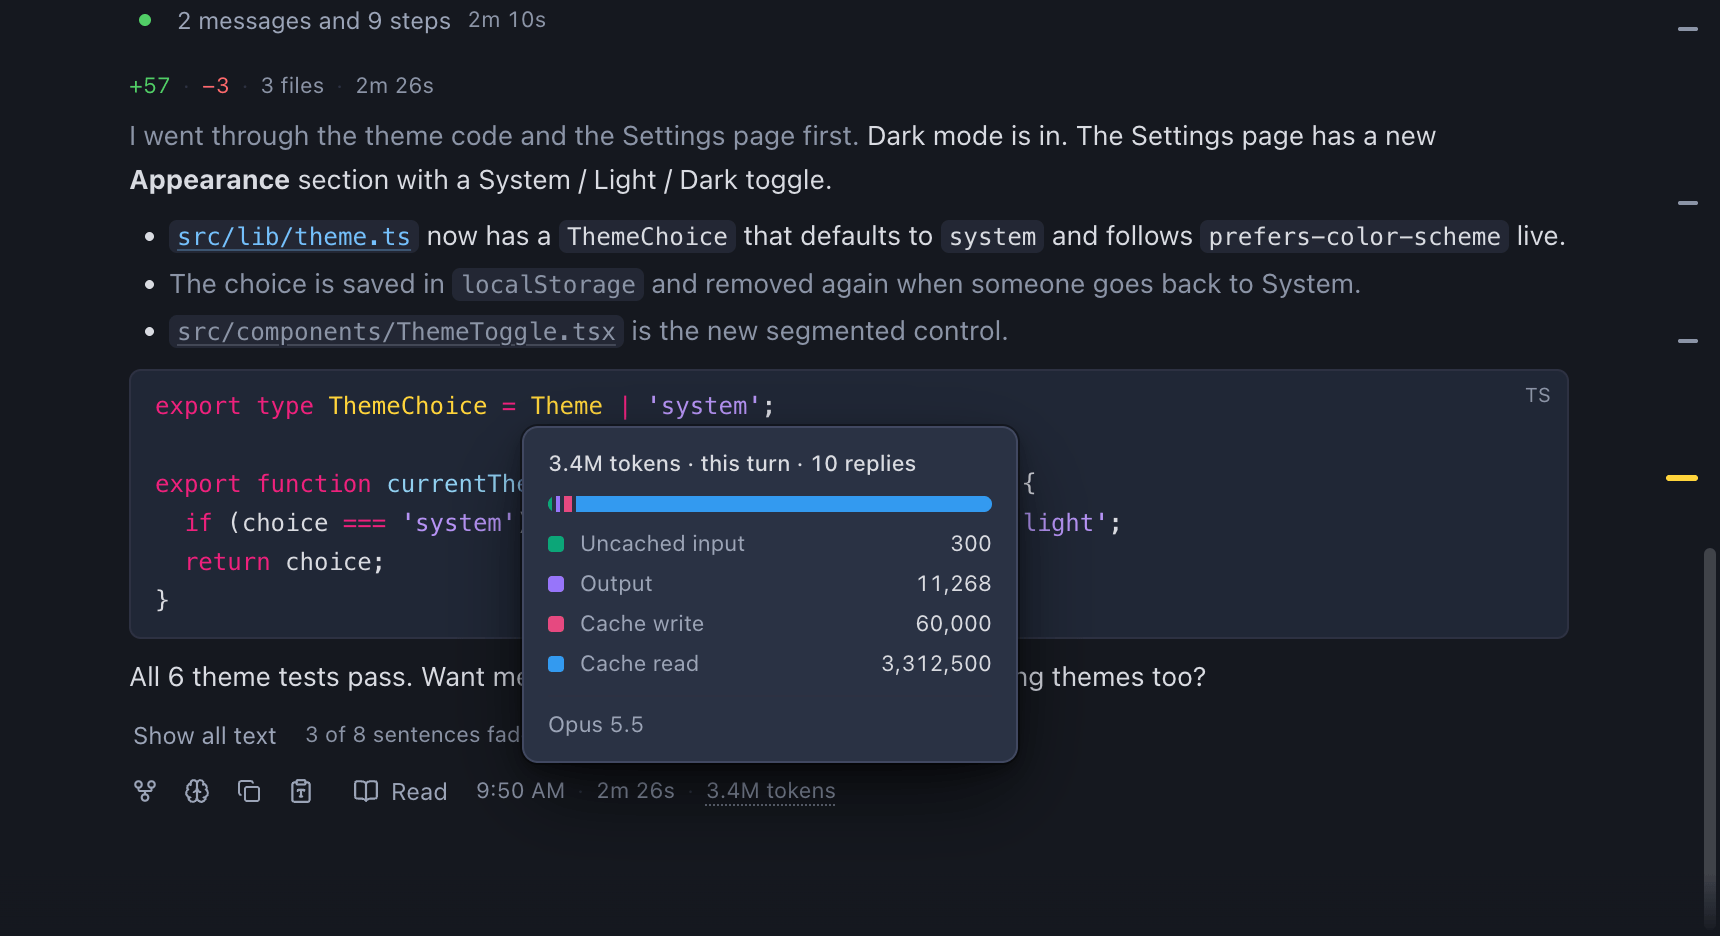 2 messages and 9 steps 2m 10s
+57 · −3 · 3 files · 2m 26s
I went through the theme code and the Settings page first. Dark mode is in. The Settings page has a new
Appearance section with a System / Light / Dark toggle.
• src/lib/theme.ts now has a ThemeChoice that defaults to system and follows prefers-color-scheme live.
• The choice is saved in localStorage and removed again when someone goes back to System.
• src/components/ThemeToggle.tsx is the new segmented control.
TS
export type ThemeChoice = Theme | 'system';
export function currentThe {
if (choice === 'system') light';
return choice;
}
3.4M tokens · this turn · 10 replies
Uncached input 300
Output 11,268
Cache write 60,000
Cache read 3,312,500
Opus 5.5
All 6 theme tests pass. Want me ng themes too?
Show all text 3 of 8 sentences fad
Read 9:50 AM · 2m 26s · 3.4M tokens